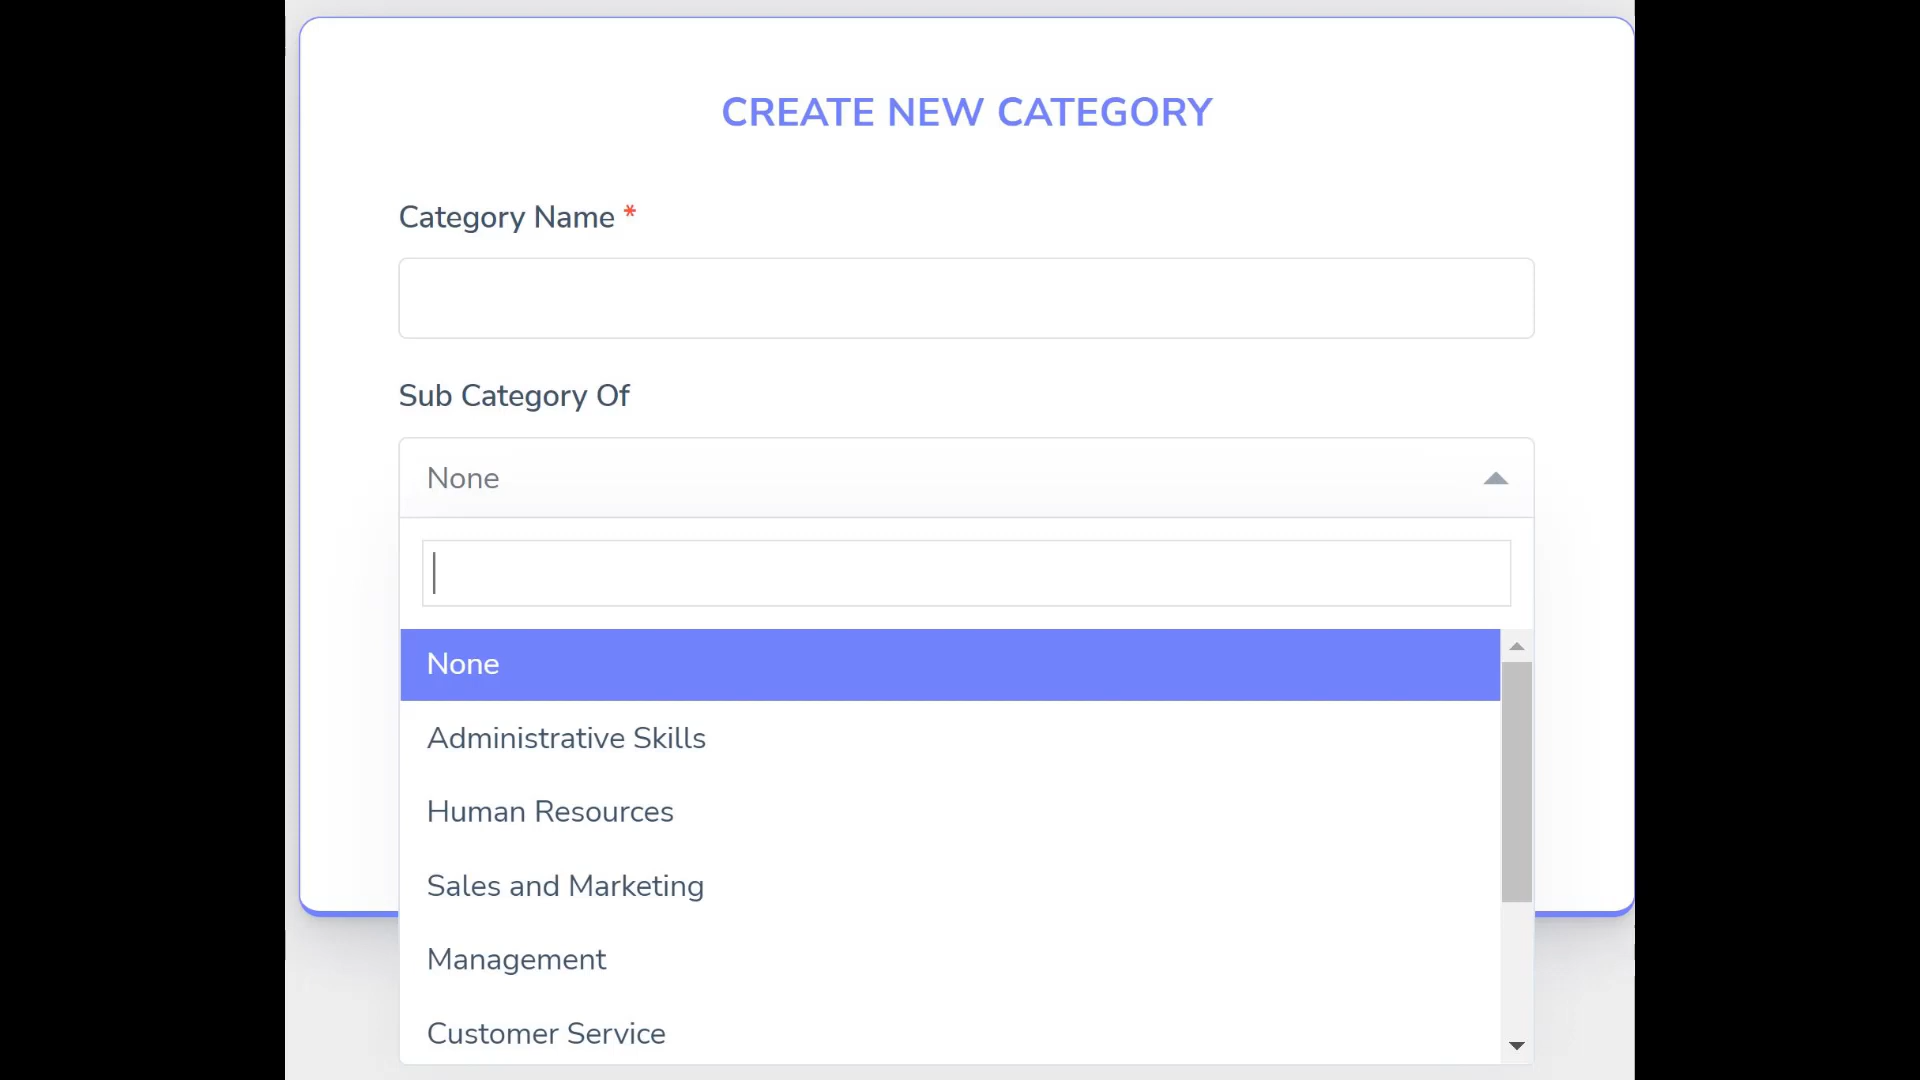 CREATE NEW CATEGORY
Category Name *
Sub Category Of
None
None
Administrative Skills
Human Resources
Sales and Marketing
Management
Customer Service